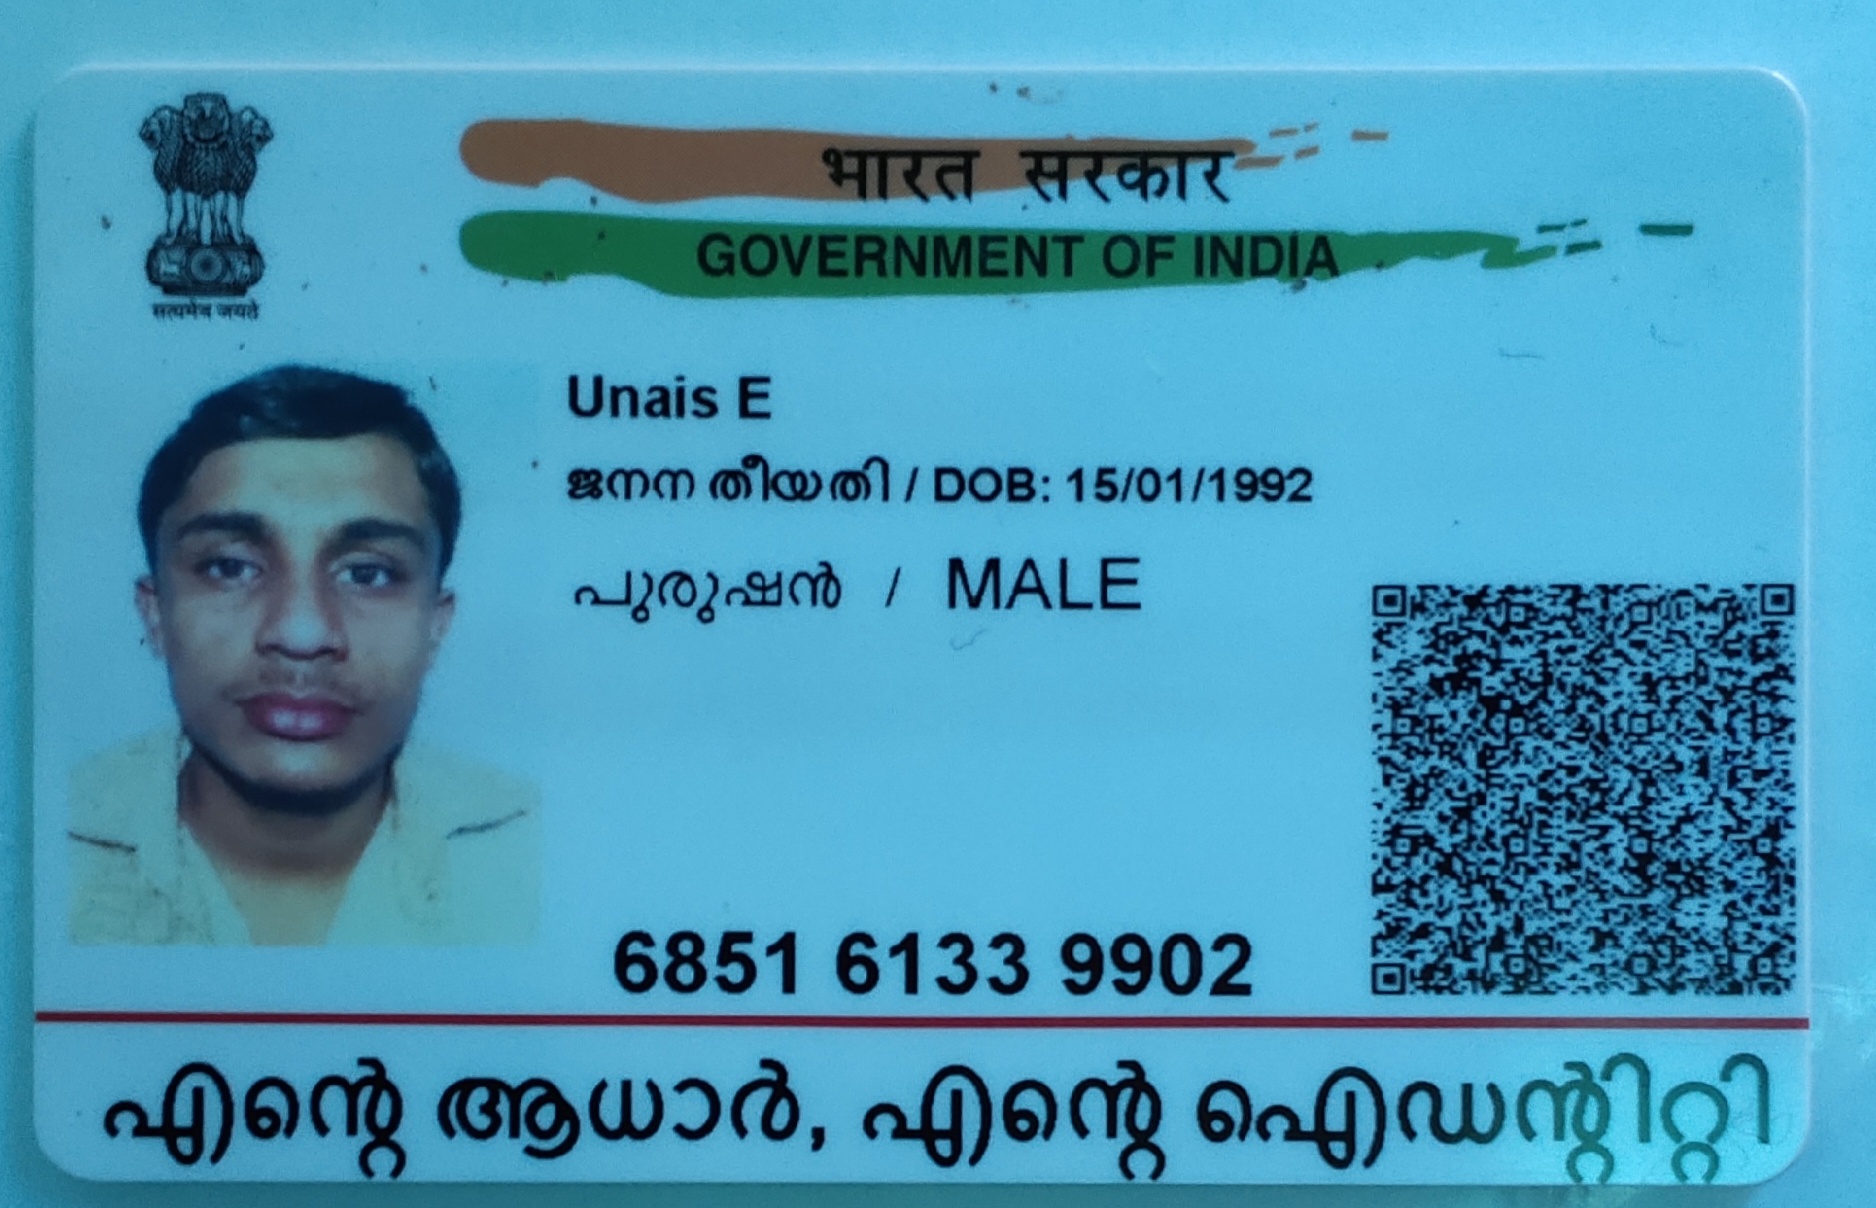 भारत सरकार
GOVERNMENT OF INDIA
सत्यमेव जयते
Unais E
ജനന തീയതി / DOB: 15/01/1992
പുരുഷൻ / MALE
6851 6133 9902
എന്റെ ആധാർ, എന്റെ ഐഡന്റിറ്റി